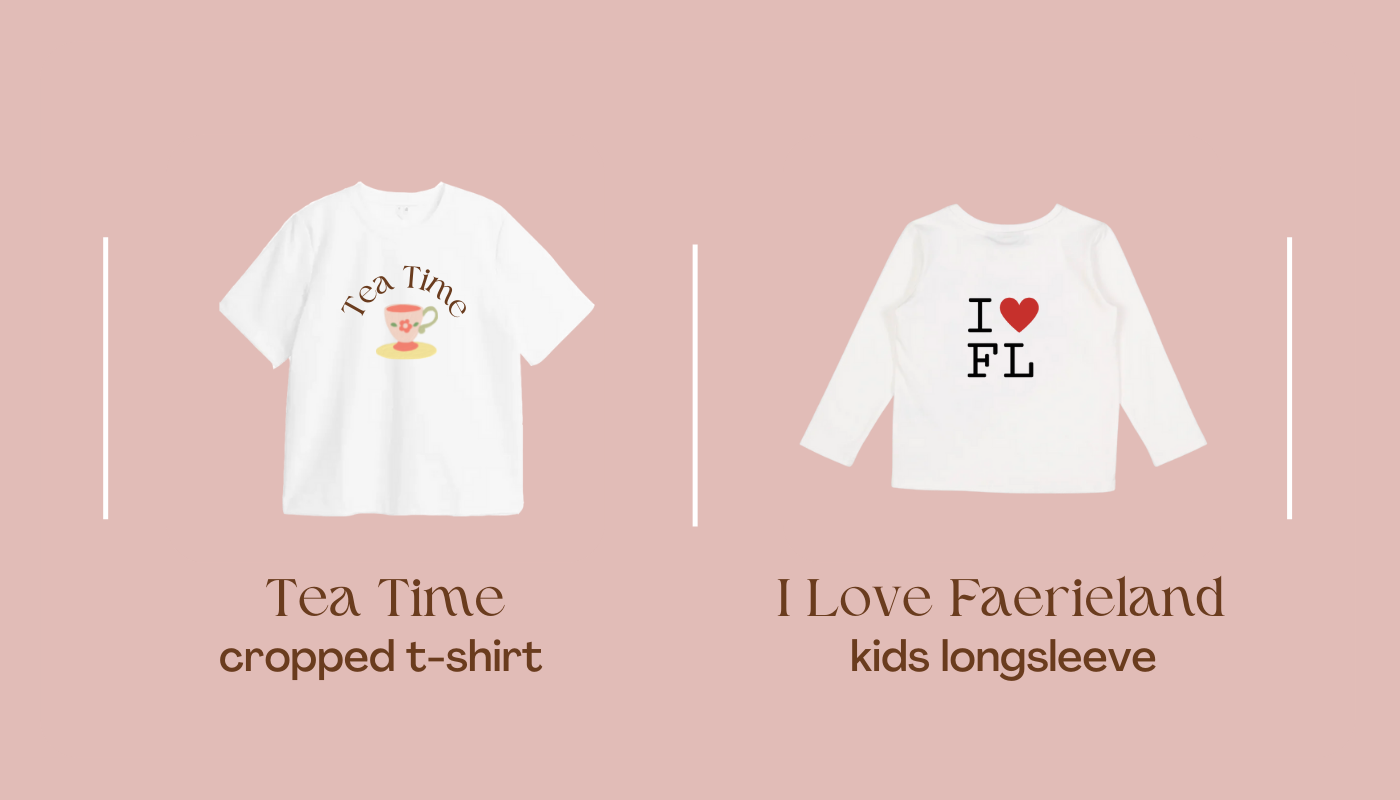 Tea Time
I ♥
FL
Tea Time
cropped t-shirt
I Love Faerieland
kids longsleeve